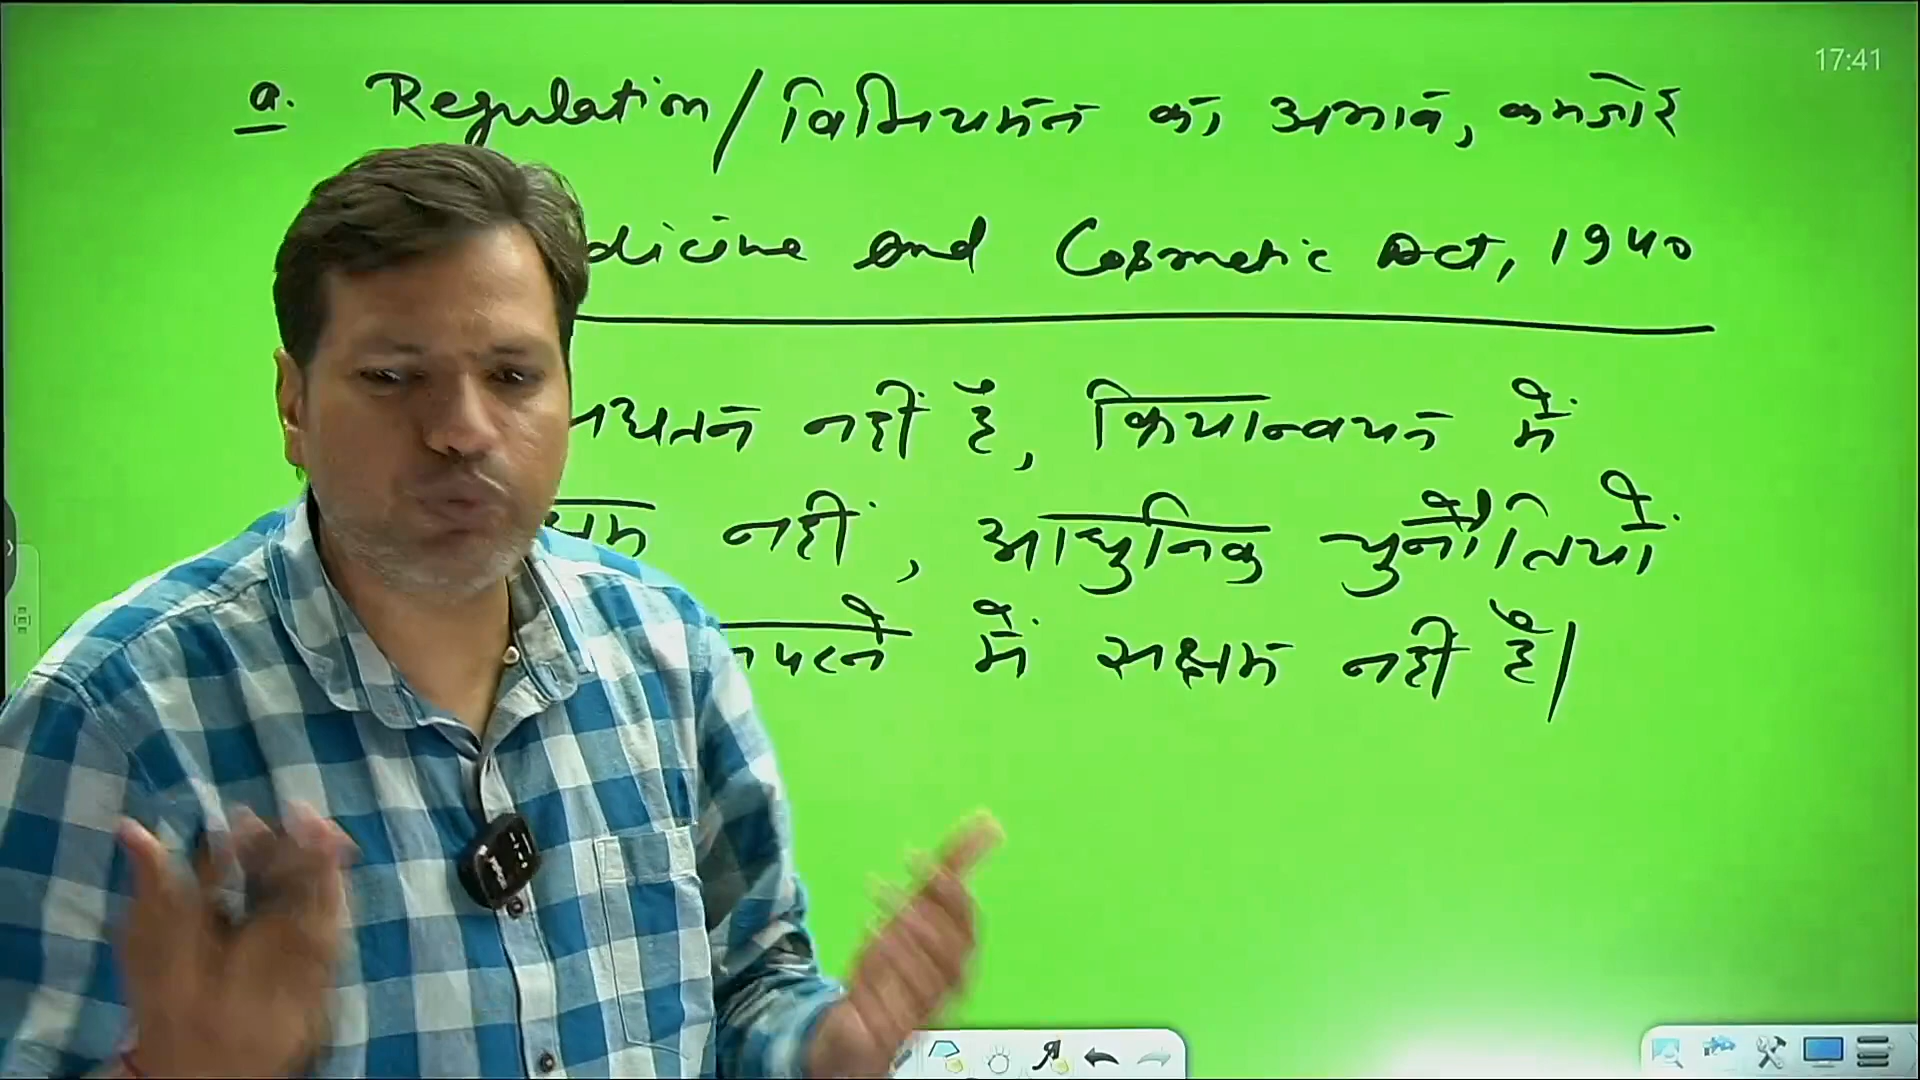 17:41
a. Regulation/विनियमन का अभाव, कमजोर
dicine and Cosmetic Act, 1940
नहीं है, क्रियान्वयन में
नहीं, आधुनिक चुनौतियों
में सक्षम नहीं है।